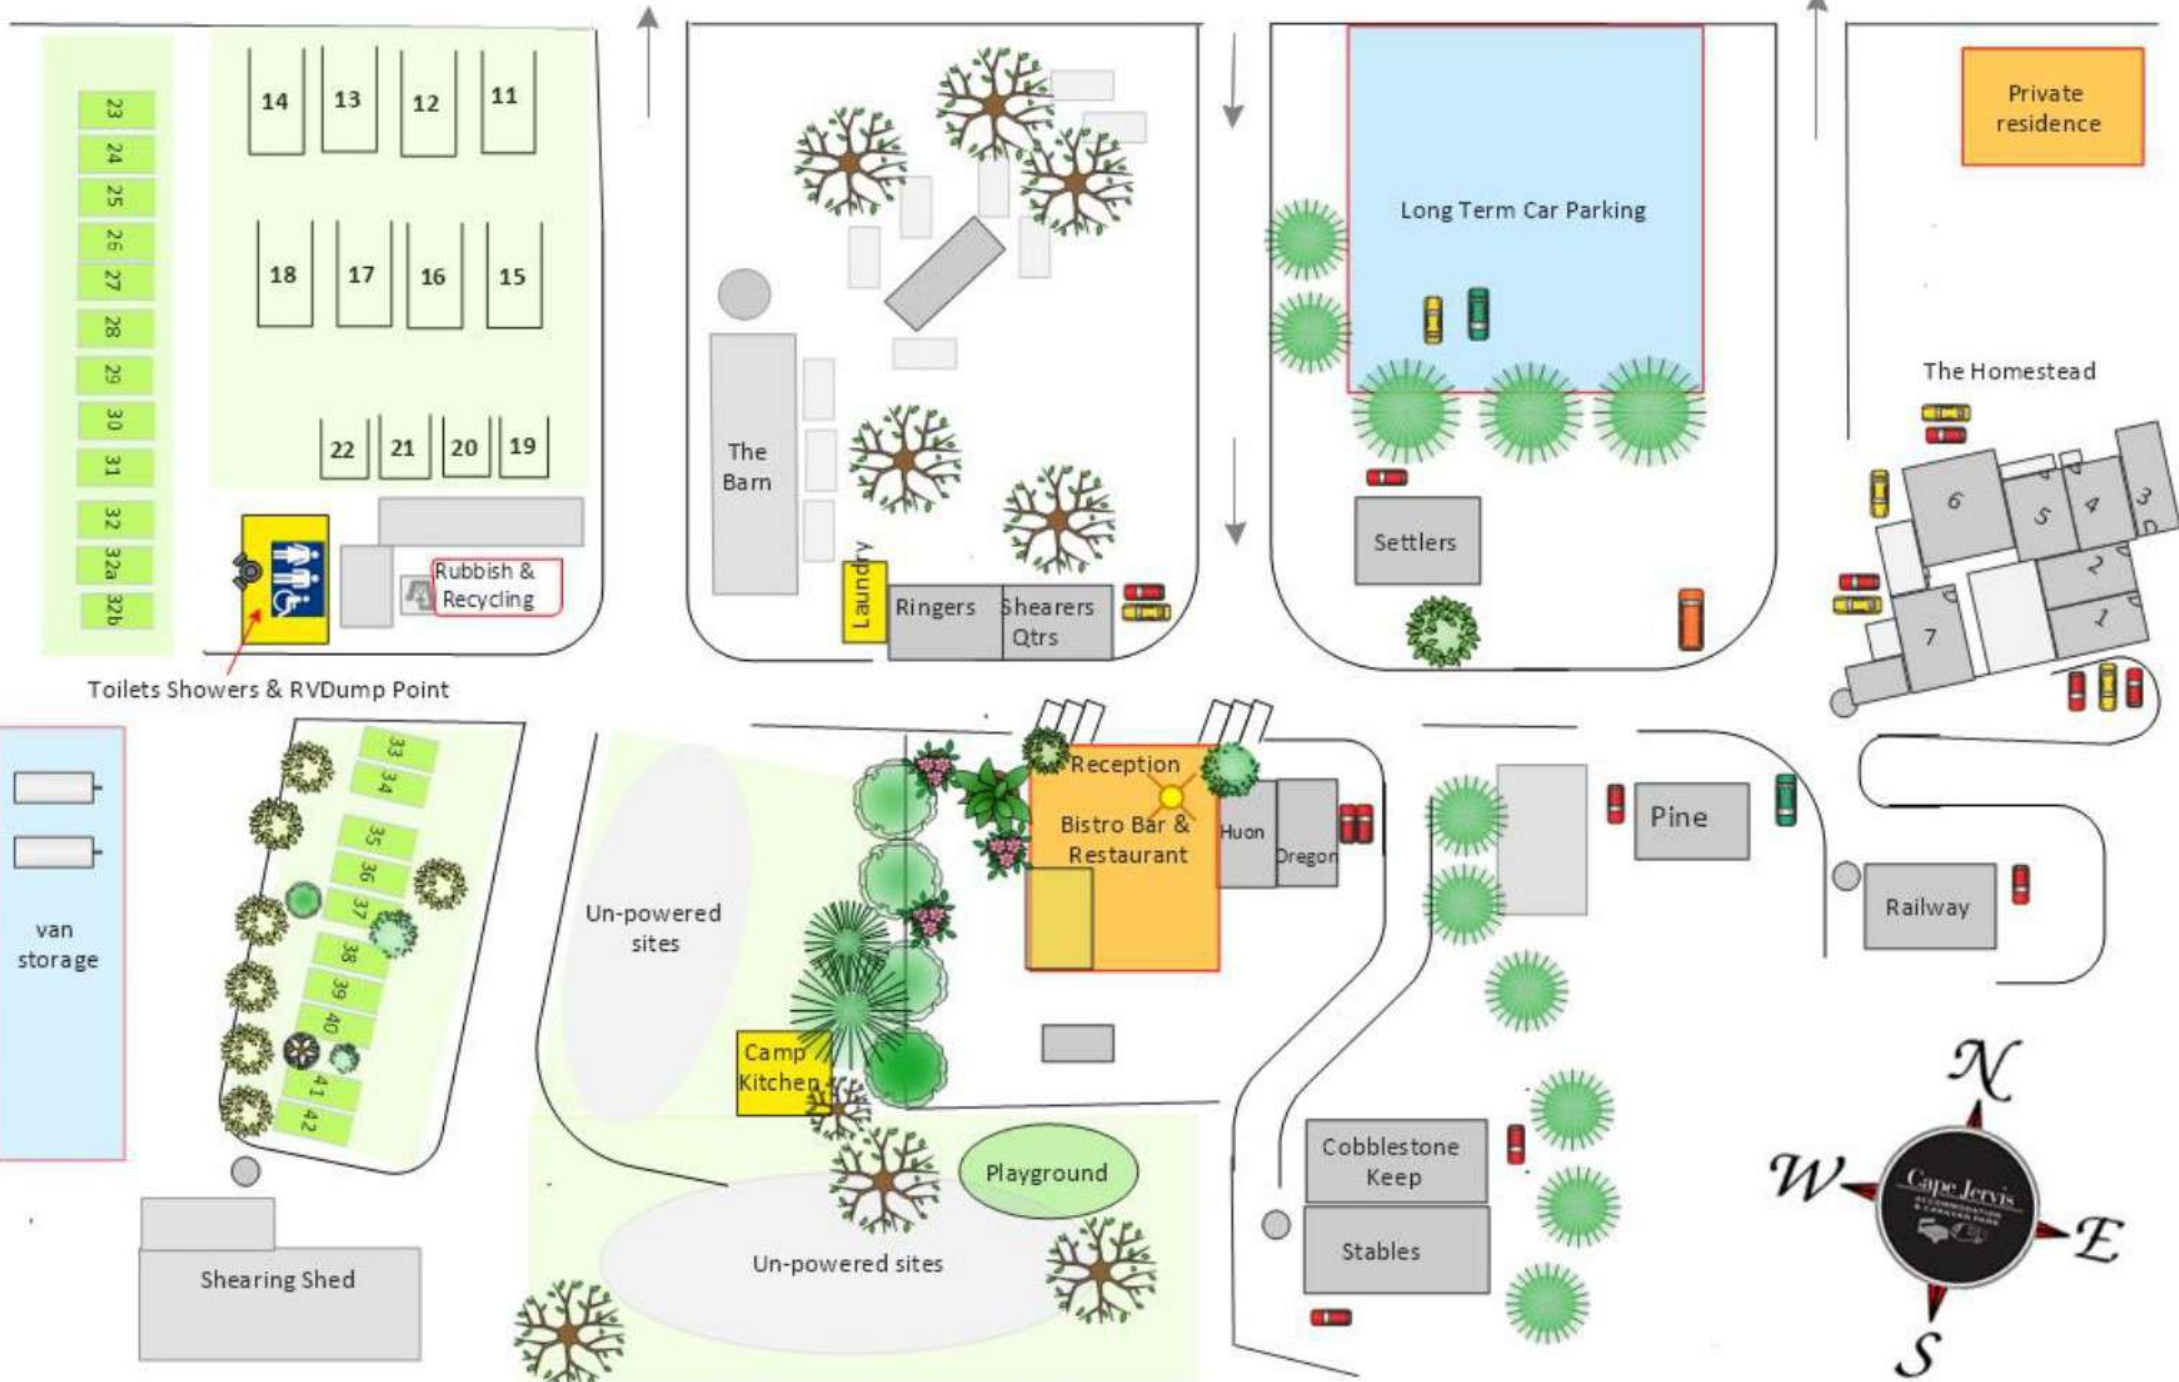 23
24
25
26
27
28
29
30
31
32
32a
32b
14
13
12
11
18
17
16
15
22
21
20
19
Rubbish &
Recycling
Toilets Showers & RVDump Point
The
Barn
Laundry
Ringers
Shearers
Qtrs
Long Term Car Parking
Settlers
Private
residence
The Homestead
6
5
4
3
2
1
7
van
storage
33
34
35
36
37
38
39
40
41
42
Shearing Shed
Un-powered
sites
Camp
Kitchen
Reception
Bistro Bar &
Restaurant
Huon
Oregon
Playground
Un-powered sites
Pine
Railway
Cobblestone
Keep
Stables
N
W
E
S
Cape Jervis
ACCOMMODATION
& CARAVAN PARK